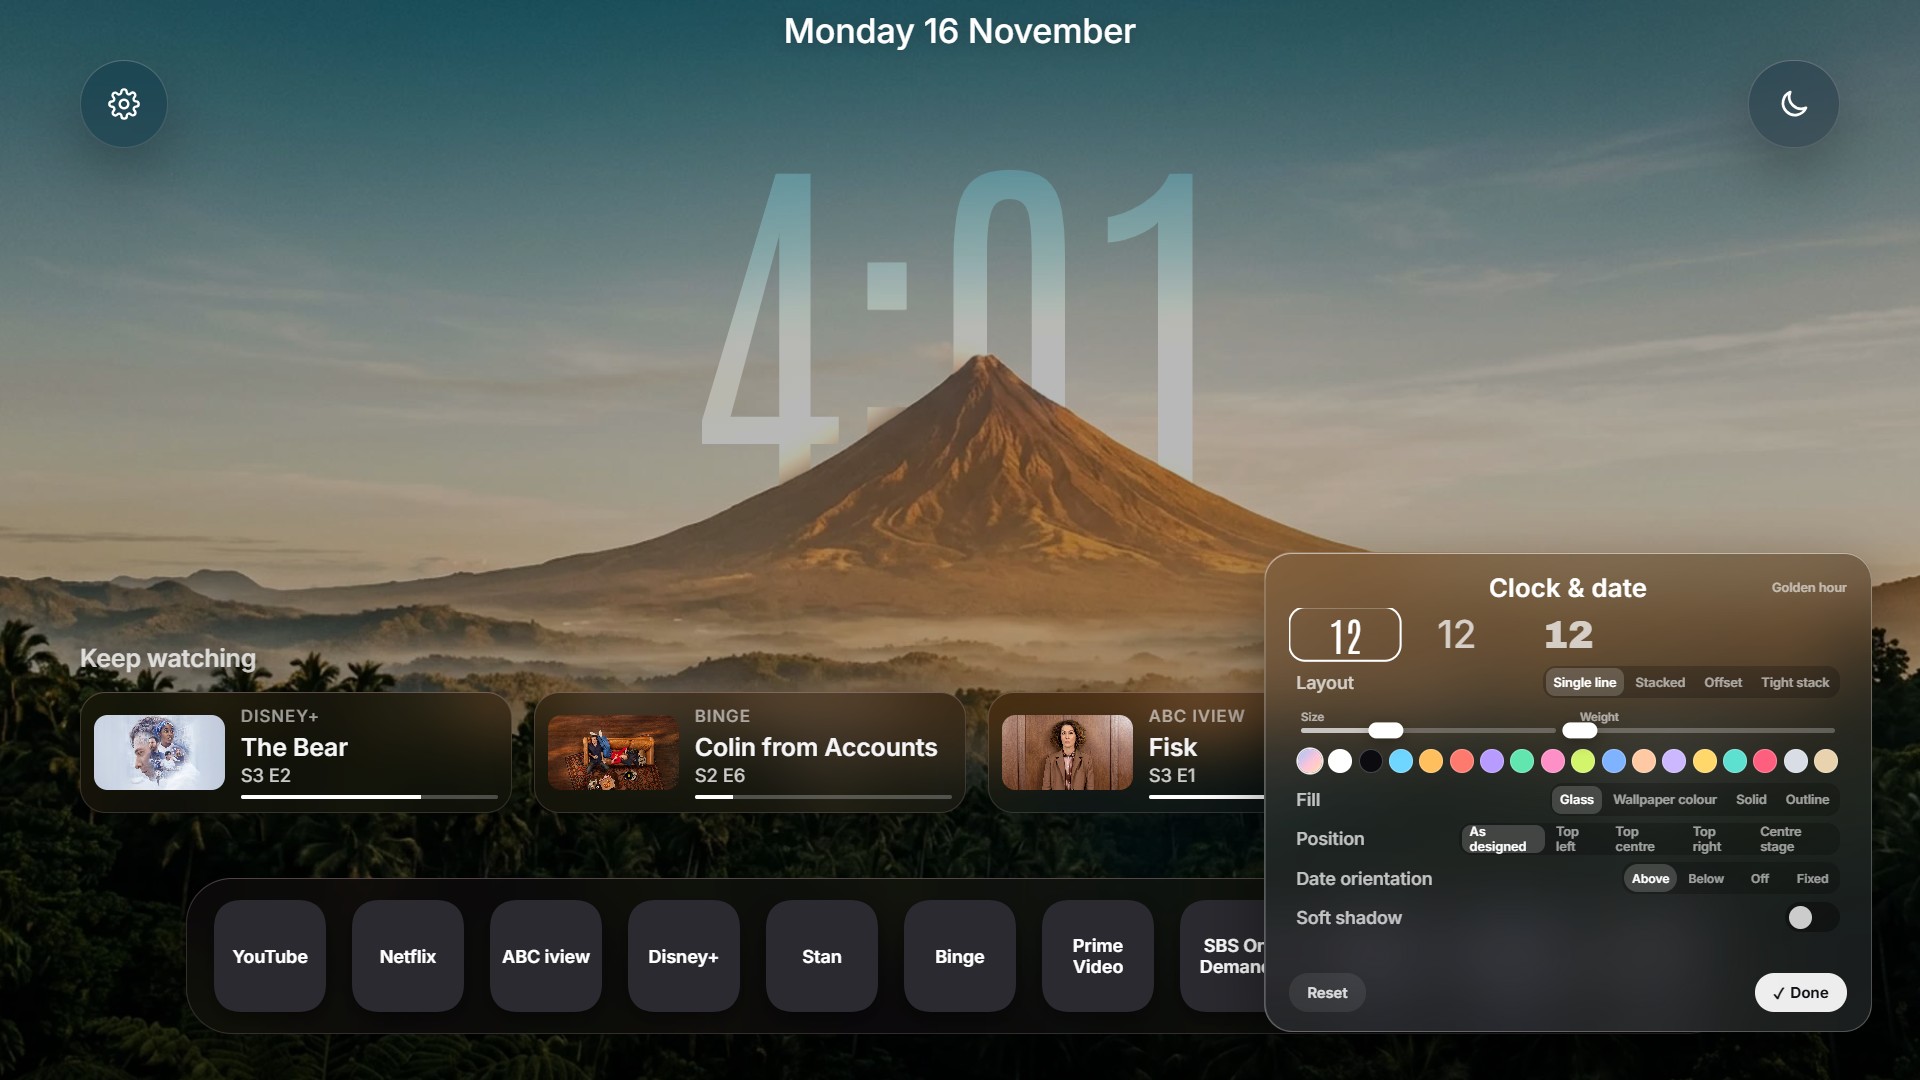 Monday 16 November
4:01
Keep watching
DISNEY+
The Bear
S3 E2
BINGE
Colin from Accounts
S2 E6
ABC IVIEW
Fisk
S3 E1
YouTube
Netflix
ABC iview
Disney+
Stan
Binge
Prime
Video
SBS On
Demand
Clock & date
Golden hour
12
12
12
Layout
Single line
Stacked
Offset
Tight stack
Size
Weight
Fill
Glass
Wallpaper colour
Solid
Outline
Position
As
designed
Top
left
Top
centre
Top
right
Centre
stage
Date orientation
Above
Below
Off
Fixed
Soft shadow
Reset
✓ Done